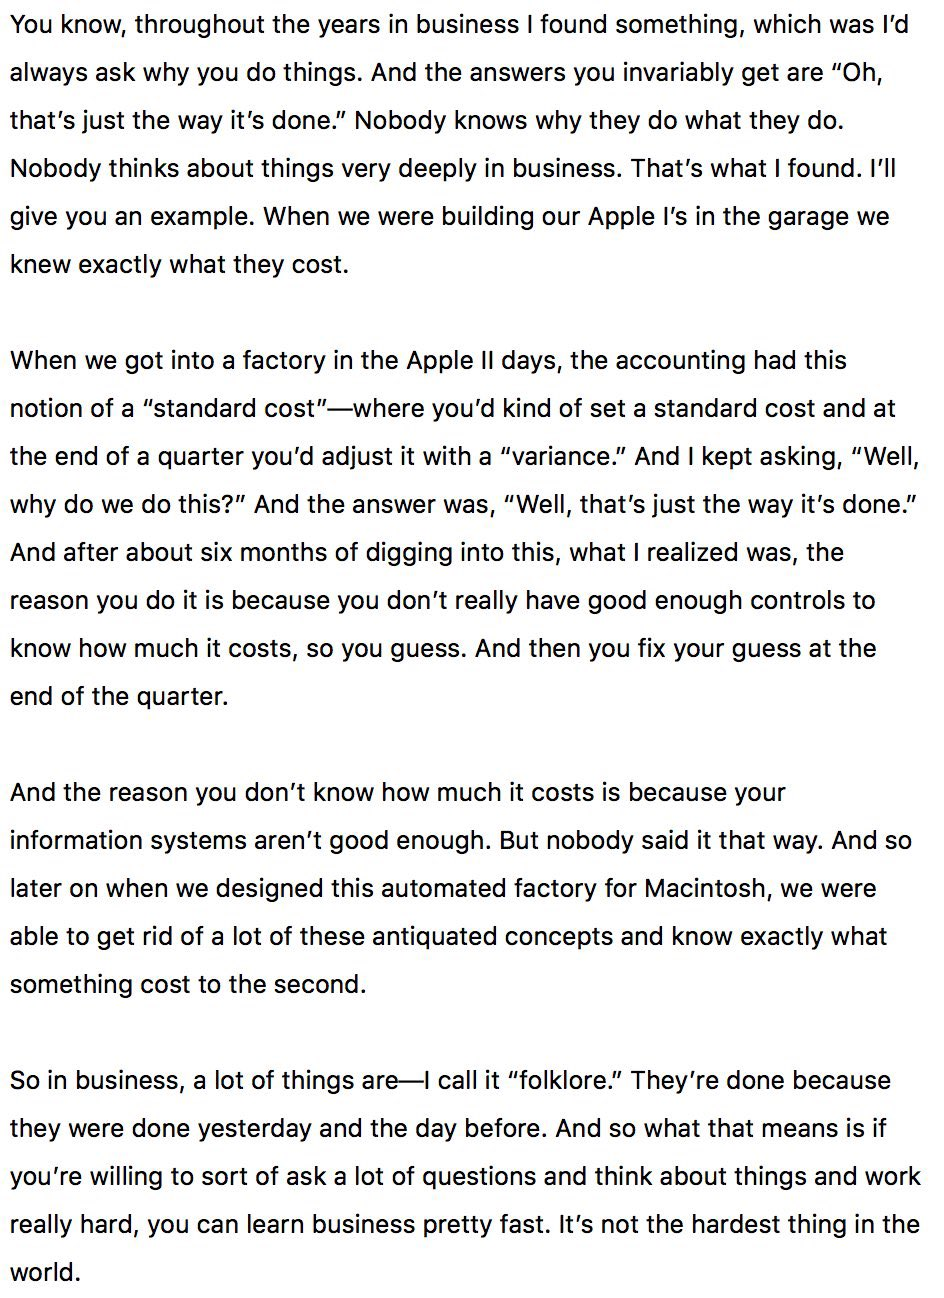 You know, throughout the years in business I found something, which was I’d
always ask why you do things. And the answers you invariably get are “Oh,
that’s just the way it’s done.” Nobody knows why they do what they do.
Nobody thinks about things very deeply in business. That’s what I found. I’ll
give you an example. When we were building our Apple I’s in the garage we
knew exactly what they cost.
When we got into a factory in the Apple II days, the accounting had this
notion of a “standard cost”—where you’d kind of set a standard cost and at
the end of a quarter you’d adjust it with a “variance.” And I kept asking, “Well,
why do we do this?” And the answer was, “Well, that’s just the way it’s done.”
And after about six months of digging into this, what I realized was, the
reason you do it is because you don’t really have good enough controls to
know how much it costs, so you guess. And then you fix your guess at the
end of the quarter.
And the reason you don’t know how much it costs is because your
information systems aren’t good enough. But nobody said it that way. And so
later on when we designed this automated factory for Macintosh, we were
able to get rid of a lot of these antiquated concepts and know exactly what
something cost to the second.
So in business, a lot of things are—I call it “folklore.” They’re done because
they were done yesterday and the day before. And so what that means is if
you’re willing to sort of ask a lot of questions and think about things and work
really hard, you can learn business pretty fast. It’s not the hardest thing in the
world.